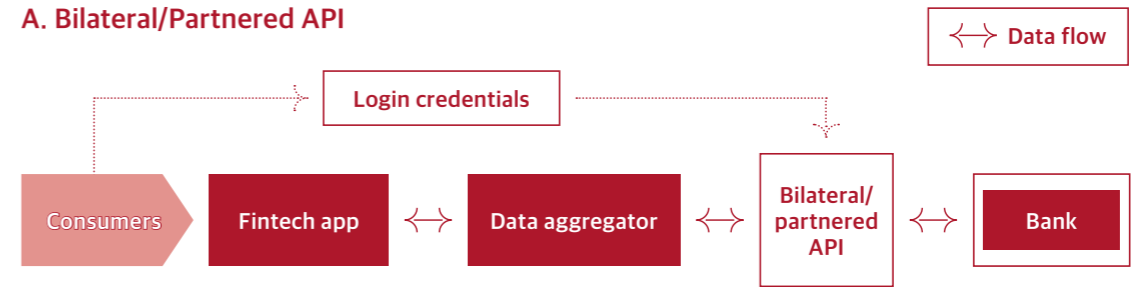 A. Bilateral/Partnered API
Data flow
Login credentials
Consumers
Fintech app
Data aggregator
Bilateral/
partnered
API
Bank